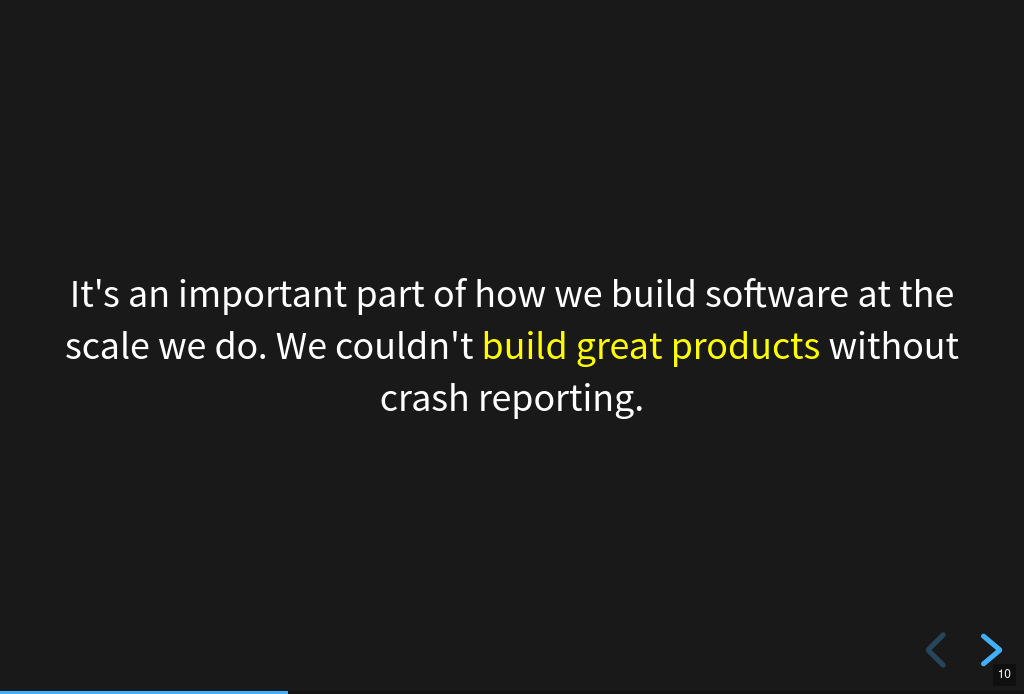 It's an important part of how we build software at the
scale we do. We couldn't build great products without
crash reporting.
10